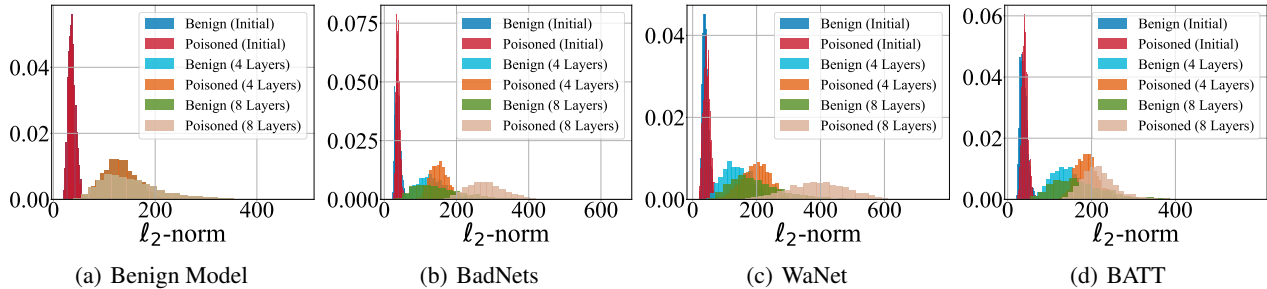 0.04
0.02
0.00
0
200
400
Benign (Initial)
Poisoned (Initial)
Benign (4 Layers)
Poisoned (4 Layers)
Benign (8 Layers)
Poisoned (8 Layers)
ℓ₂-norm
(a) Benign Model
0.075
0.050
0.025
0.000
0
200
400
600
Benign (Initial)
Poisoned (Initial)
Benign (4 Layers)
Poisoned (4 Layers)
Benign (8 Layers)
Poisoned (8 Layers)
ℓ₂-norm
(b) BadNets
0.04
0.02
0.00
0
200
400
600
Benign (Initial)
Poisoned (Initial)
Benign (4 Layers)
Poisoned (4 Layers)
Benign (8 Layers)
Poisoned (8 Layers)
ℓ₂-norm
(c) WaNet
0.06
0.04
0.02
0.00
0
200
400
Benign (Initial)
Poisoned (Initial)
Benign (4 Layers)
Poisoned (4 Layers)
Benign (8 Layers)
Poisoned (8 Layers)
ℓ₂-norm
(d) BATT